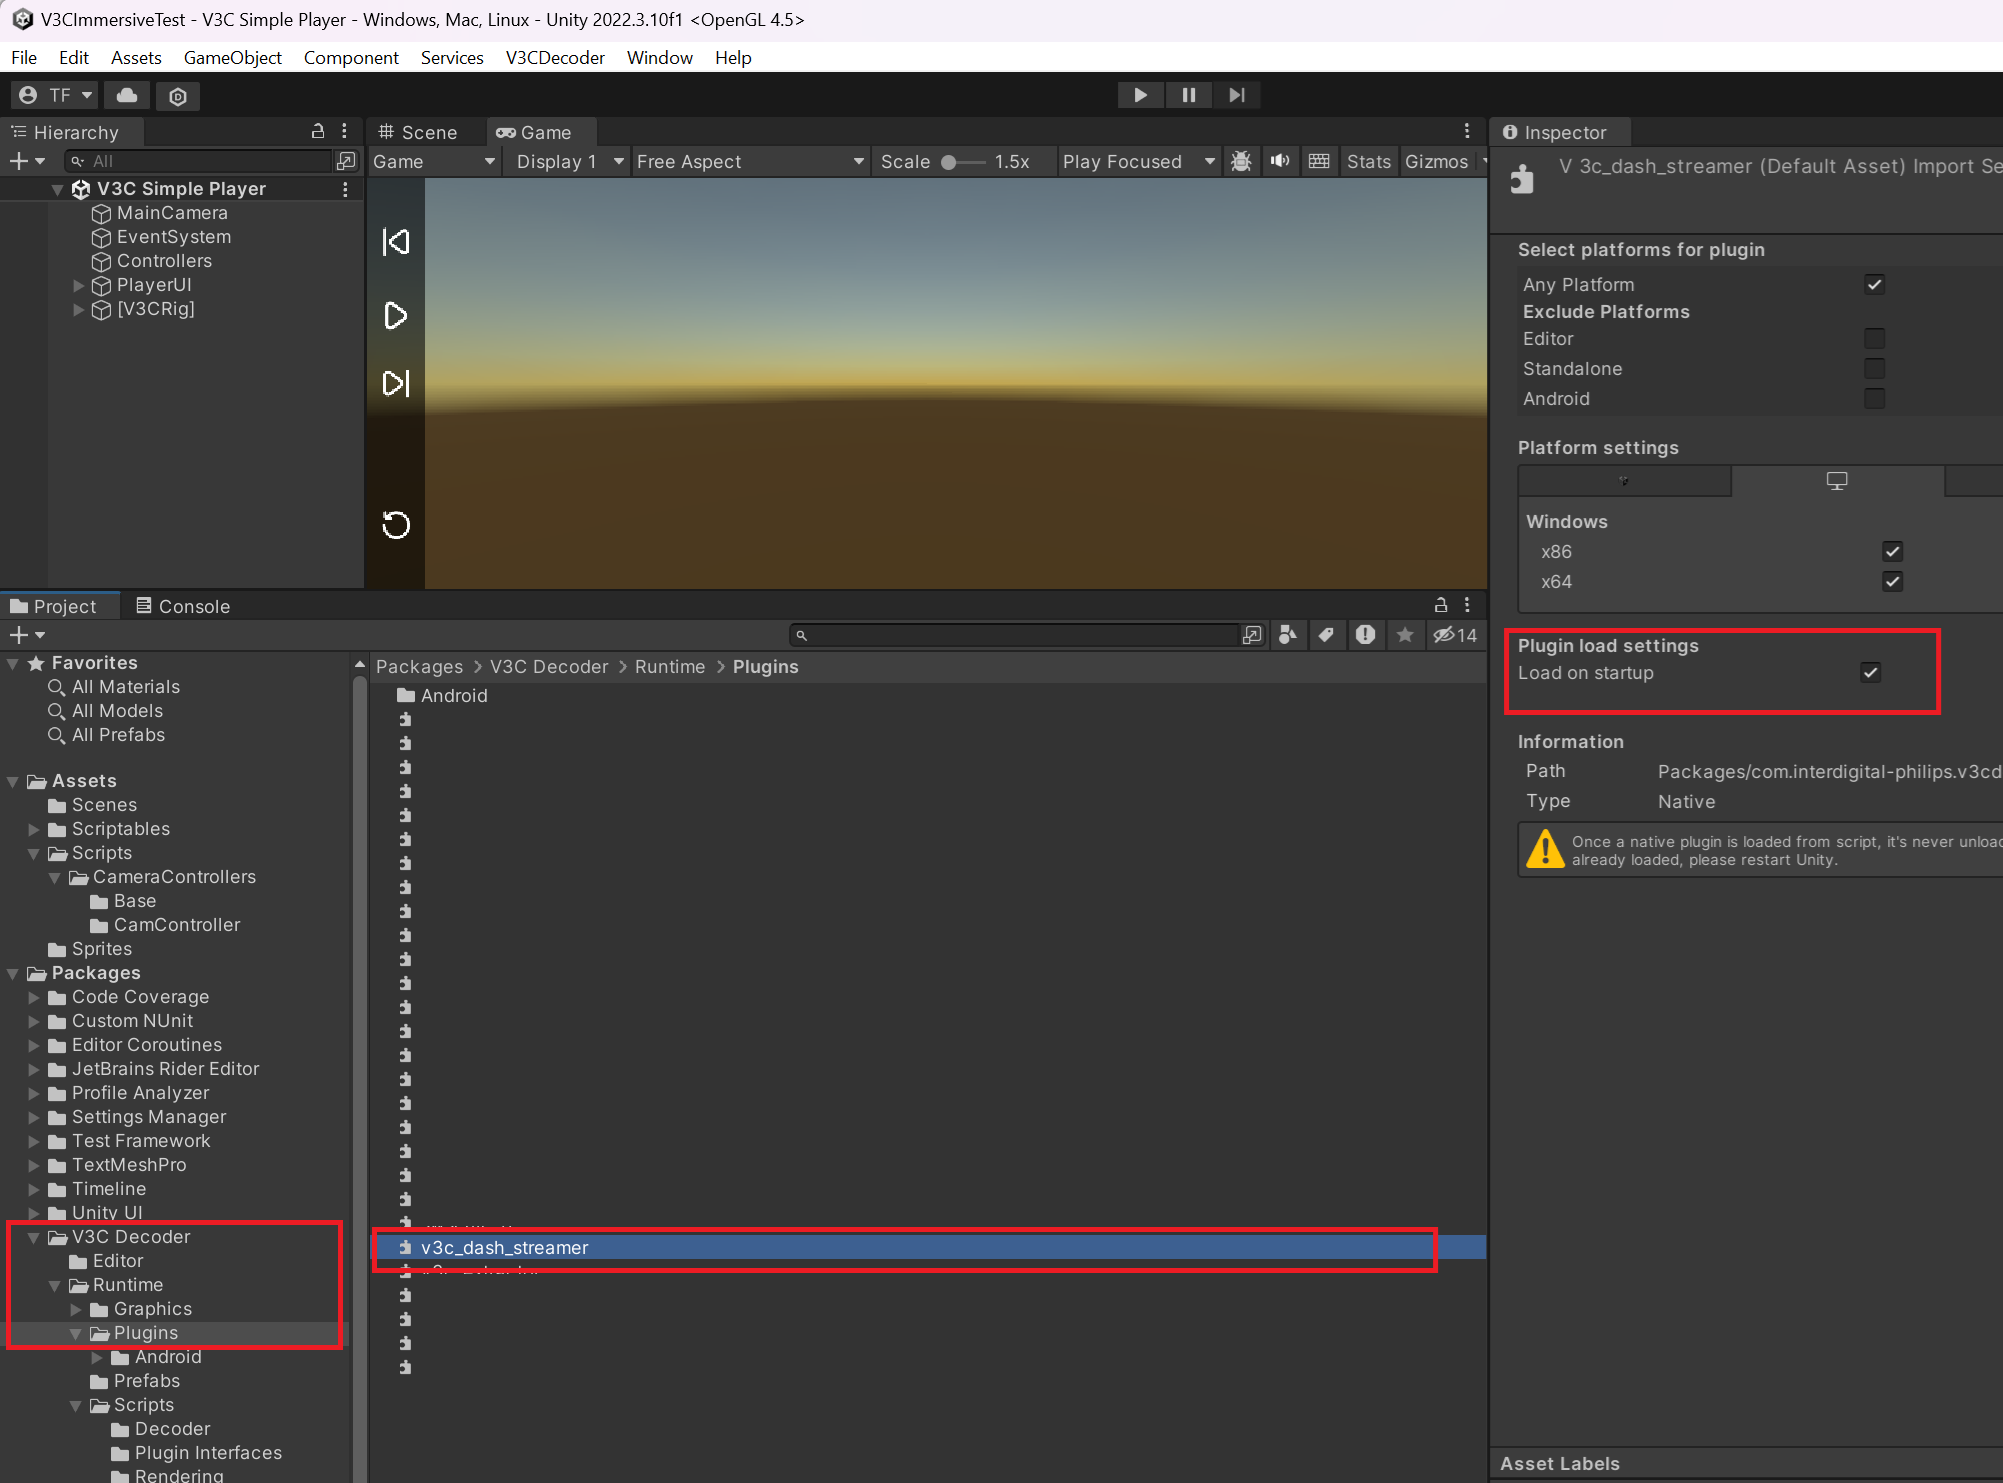 V3CImmersiveTest - V3C Simple Player - Windows, Mac, Linux - Unity 2022.3.10f1 <OpenGL 4.5>
File Edit Assets GameObject Component Services V3CDecoder Window Help
TF
Hierarchy
All
V3C Simple Player
MainCamera
EventSystem
Controllers
PlayerUI
[V3CRig]
Scene Game
Game Display 1 Free Aspect Scale 1.5x Play Focused Stats Gizmos
Inspector
V 3c_dash_streamer (Default Asset) Import Se
Select platforms for plugin
Any Platform
Exclude Platforms
Editor
Standalone
Android
Platform settings
Windows
x86
x64
Plugin load settings
Load on startup
Information
Path Packages/com.interdigital-philips.v3cd
Type Native
Once a native plugin is loaded from script, it's never unload
already loaded, please restart Unity.
Asset Labels
Project Console
14
Favorites
All Materials
All Models
All Prefabs
Assets
Scenes
Scriptables
Scripts
CameraControllers
Base
CamController
Sprites
Packages
Code Coverage
Custom NUnit
Editor Coroutines
JetBrains Rider Editor
Profile Analyzer
Settings Manager
Test Framework
TextMeshPro
Timeline
Unity UI
V3C Decoder
Editor
Runtime
Graphics
Plugins
Android
Prefabs
Scripts
Decoder
Plugin Interfaces
Rendering
Packages > V3C Decoder > Runtime > Plugins
Android
v3c_dash_streamer